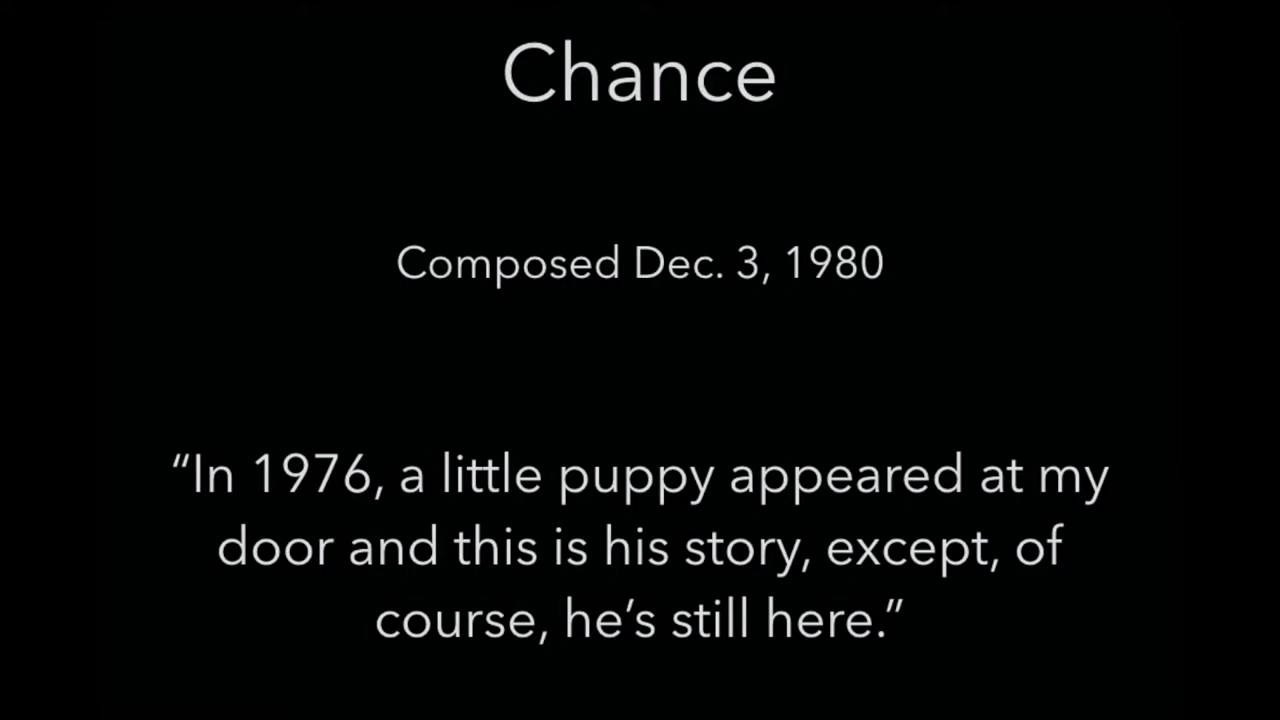 Chance
Composed Dec. 3, 1980
“In 1976, a little puppy appeared at my
door and this is his story, except, of
course, he’s still here.”